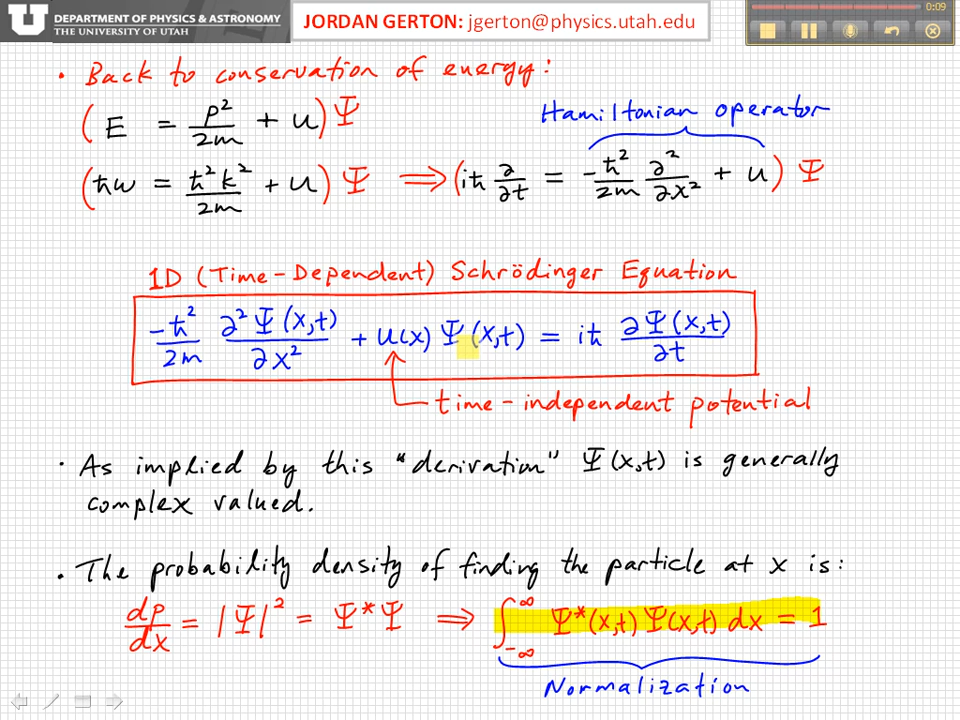 U DEPARTMENT OF PHYSICS & ASTRONOMY
THE UNIVERSITY OF UTAH
JORDAN GERTON: jgerton@physics.utah.edu
0:09
• Back to conservation of energy:
(E = p²/2m + U)Ψ
Hamiltonian operator
(ħω = ħ²k²/2m + U)Ψ ⟹ (iħ ∂/∂t = -ħ²/2m ∂²/∂x² + U)Ψ
1D (Time-Dependent) Schrödinger Equation
-ħ²/2m ∂²Ψ(x,t)/∂x² + U(x) Ψ(x,t) = iħ ∂Ψ(x,t)/∂t
time-independent potential
• As implied by this "derivation" Ψ(x,t) is generally
complex valued.
• The probability density of finding the particle at x is:
dP/dx = |Ψ|² = Ψ*Ψ ⟹ ∫_{-∞}^{∞} Ψ*(x,t) Ψ(x,t) dx = 1
Normalization